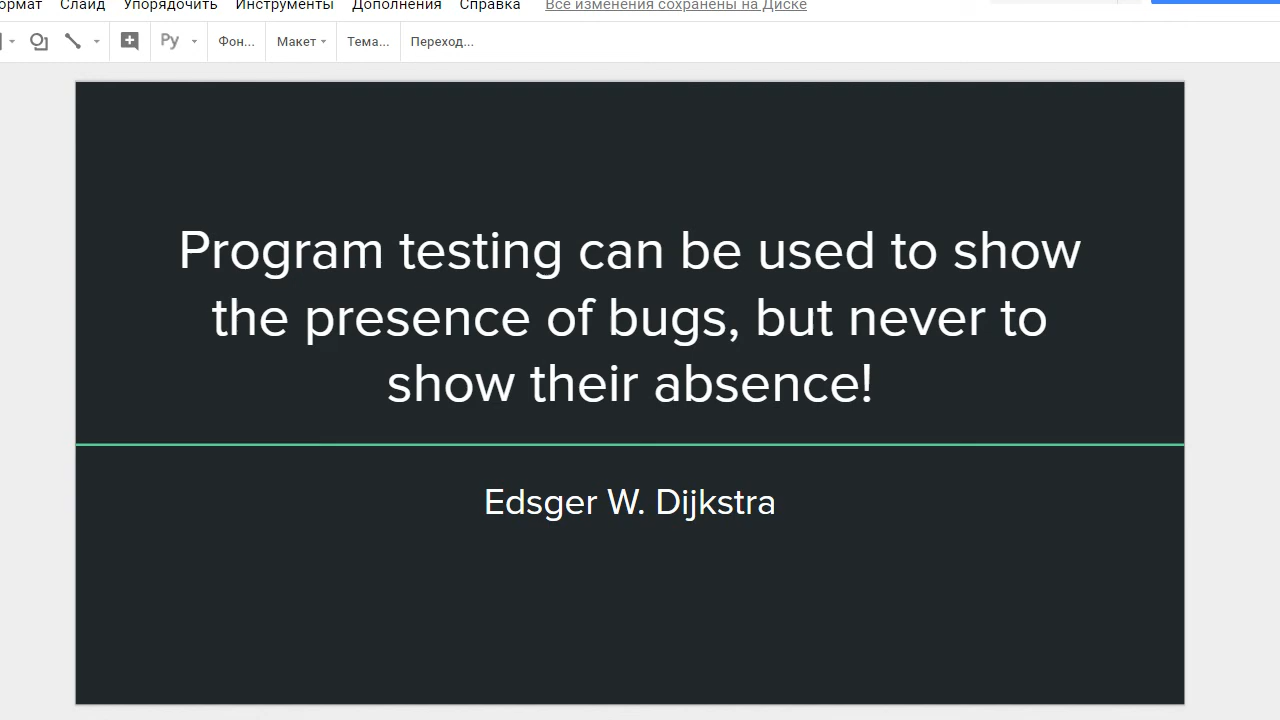 ормат Слайд Упорядочить Инструменты Дополнения Справка Все изменения сохранены на Диске
Ру Фон... Макет Тема... Переход...
Program testing can be used to show
the presence of bugs, but never to
show their absence!
Edsger W. Dijkstra